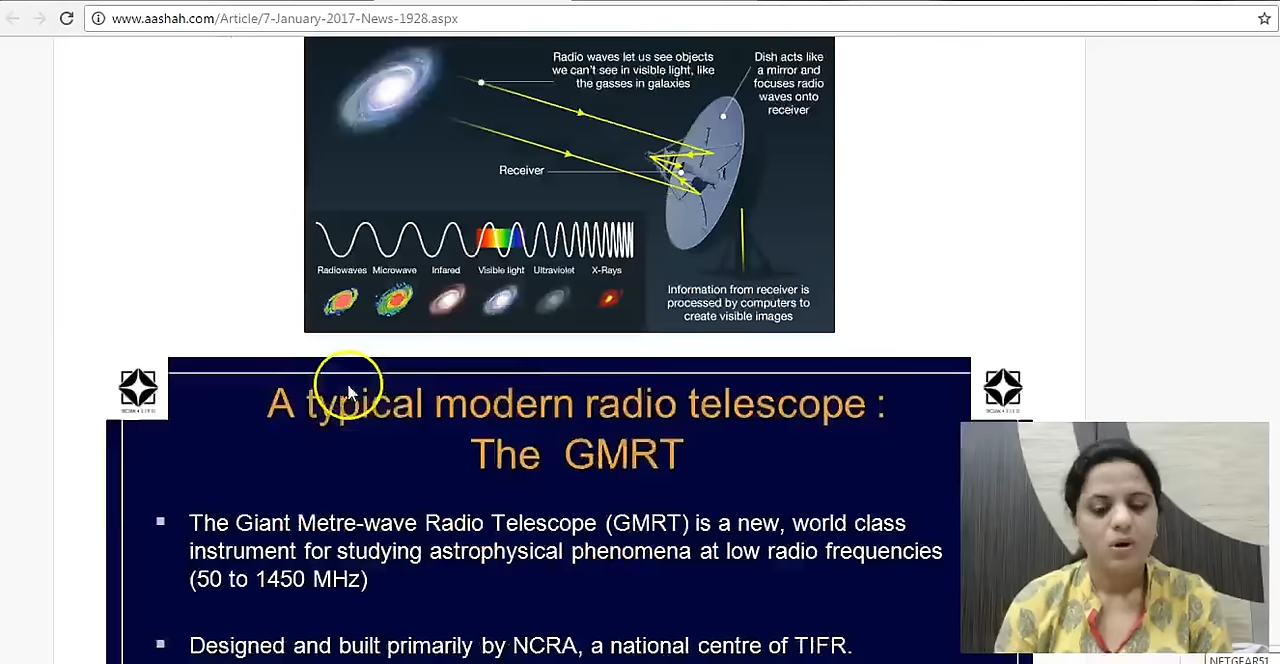 www.aashah.com/Article/7-January-2017-News-1928.aspx
Radio waves let us see objects
we can't see in visible light, like
the gasses in galaxies
Dish acts like
a mirror and
focuses radio
waves onto
receiver
Receiver
Radiowaves Microwave Infared Visible light Ultraviolet X-Rays
Information from receiver is
processed by computers to
create visible images
A typical modern radio telescope :
The GMRT
The Giant Metre-wave Radio Telescope (GMRT) is a new, world class
instrument for studying astrophysical phenomena at low radio frequencies
(50 to 1450 MHz)
Designed and built primarily by NCRA, a national centre of TIFR.
NETGEAR51